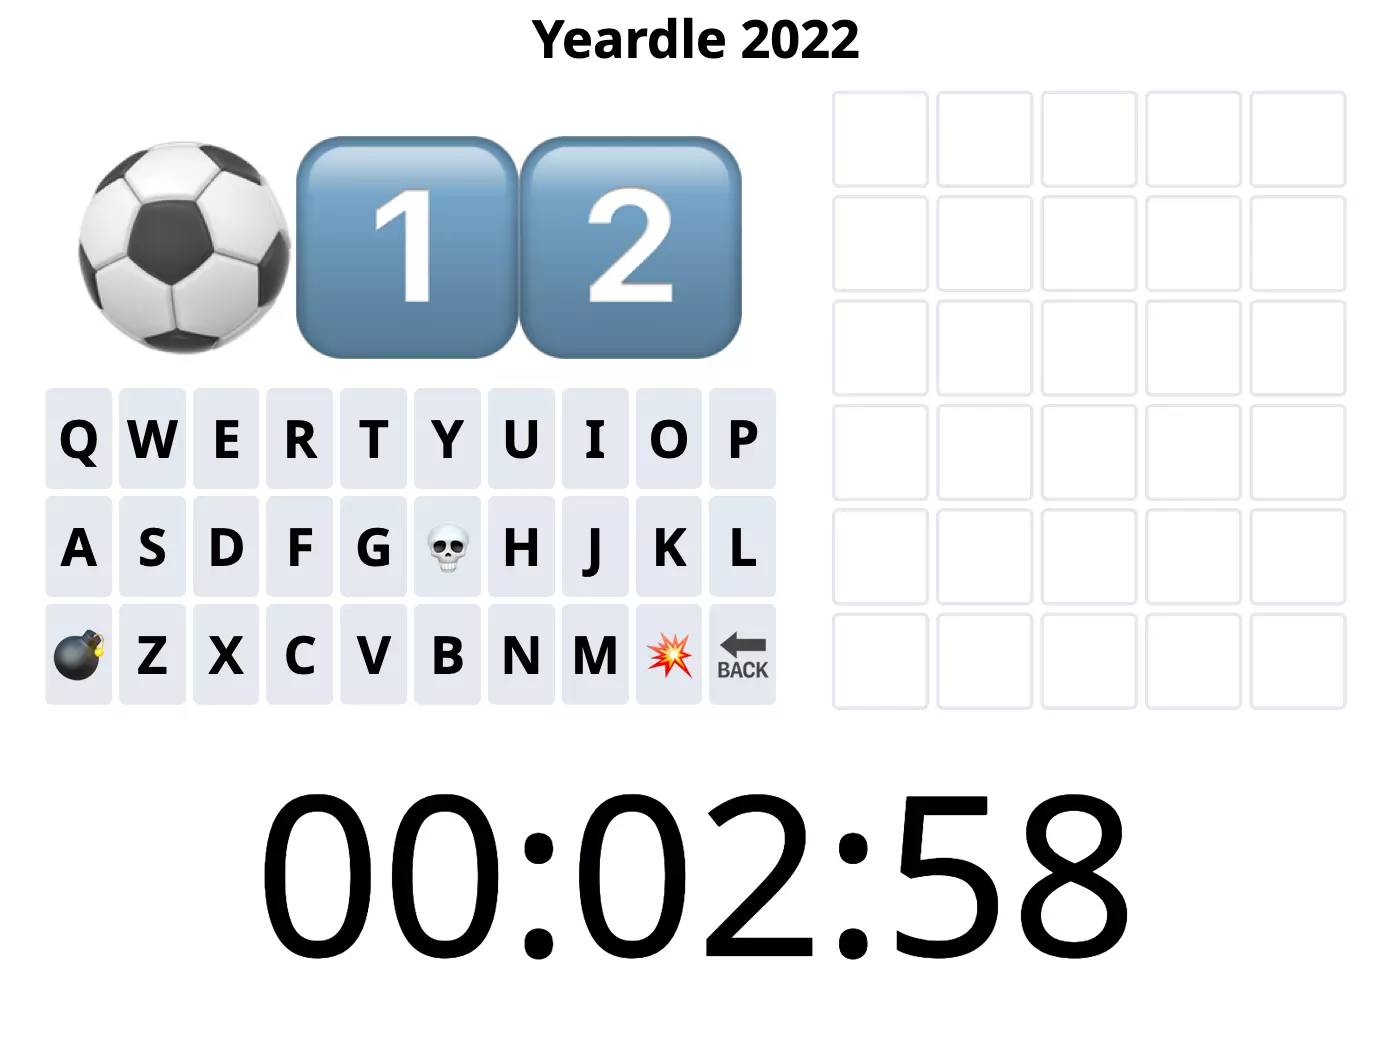 Yeardle 2022
1 2
Q W E R T Y U I O P
A S D F G H J K L
Z X C V B N M BACK
00:02:58